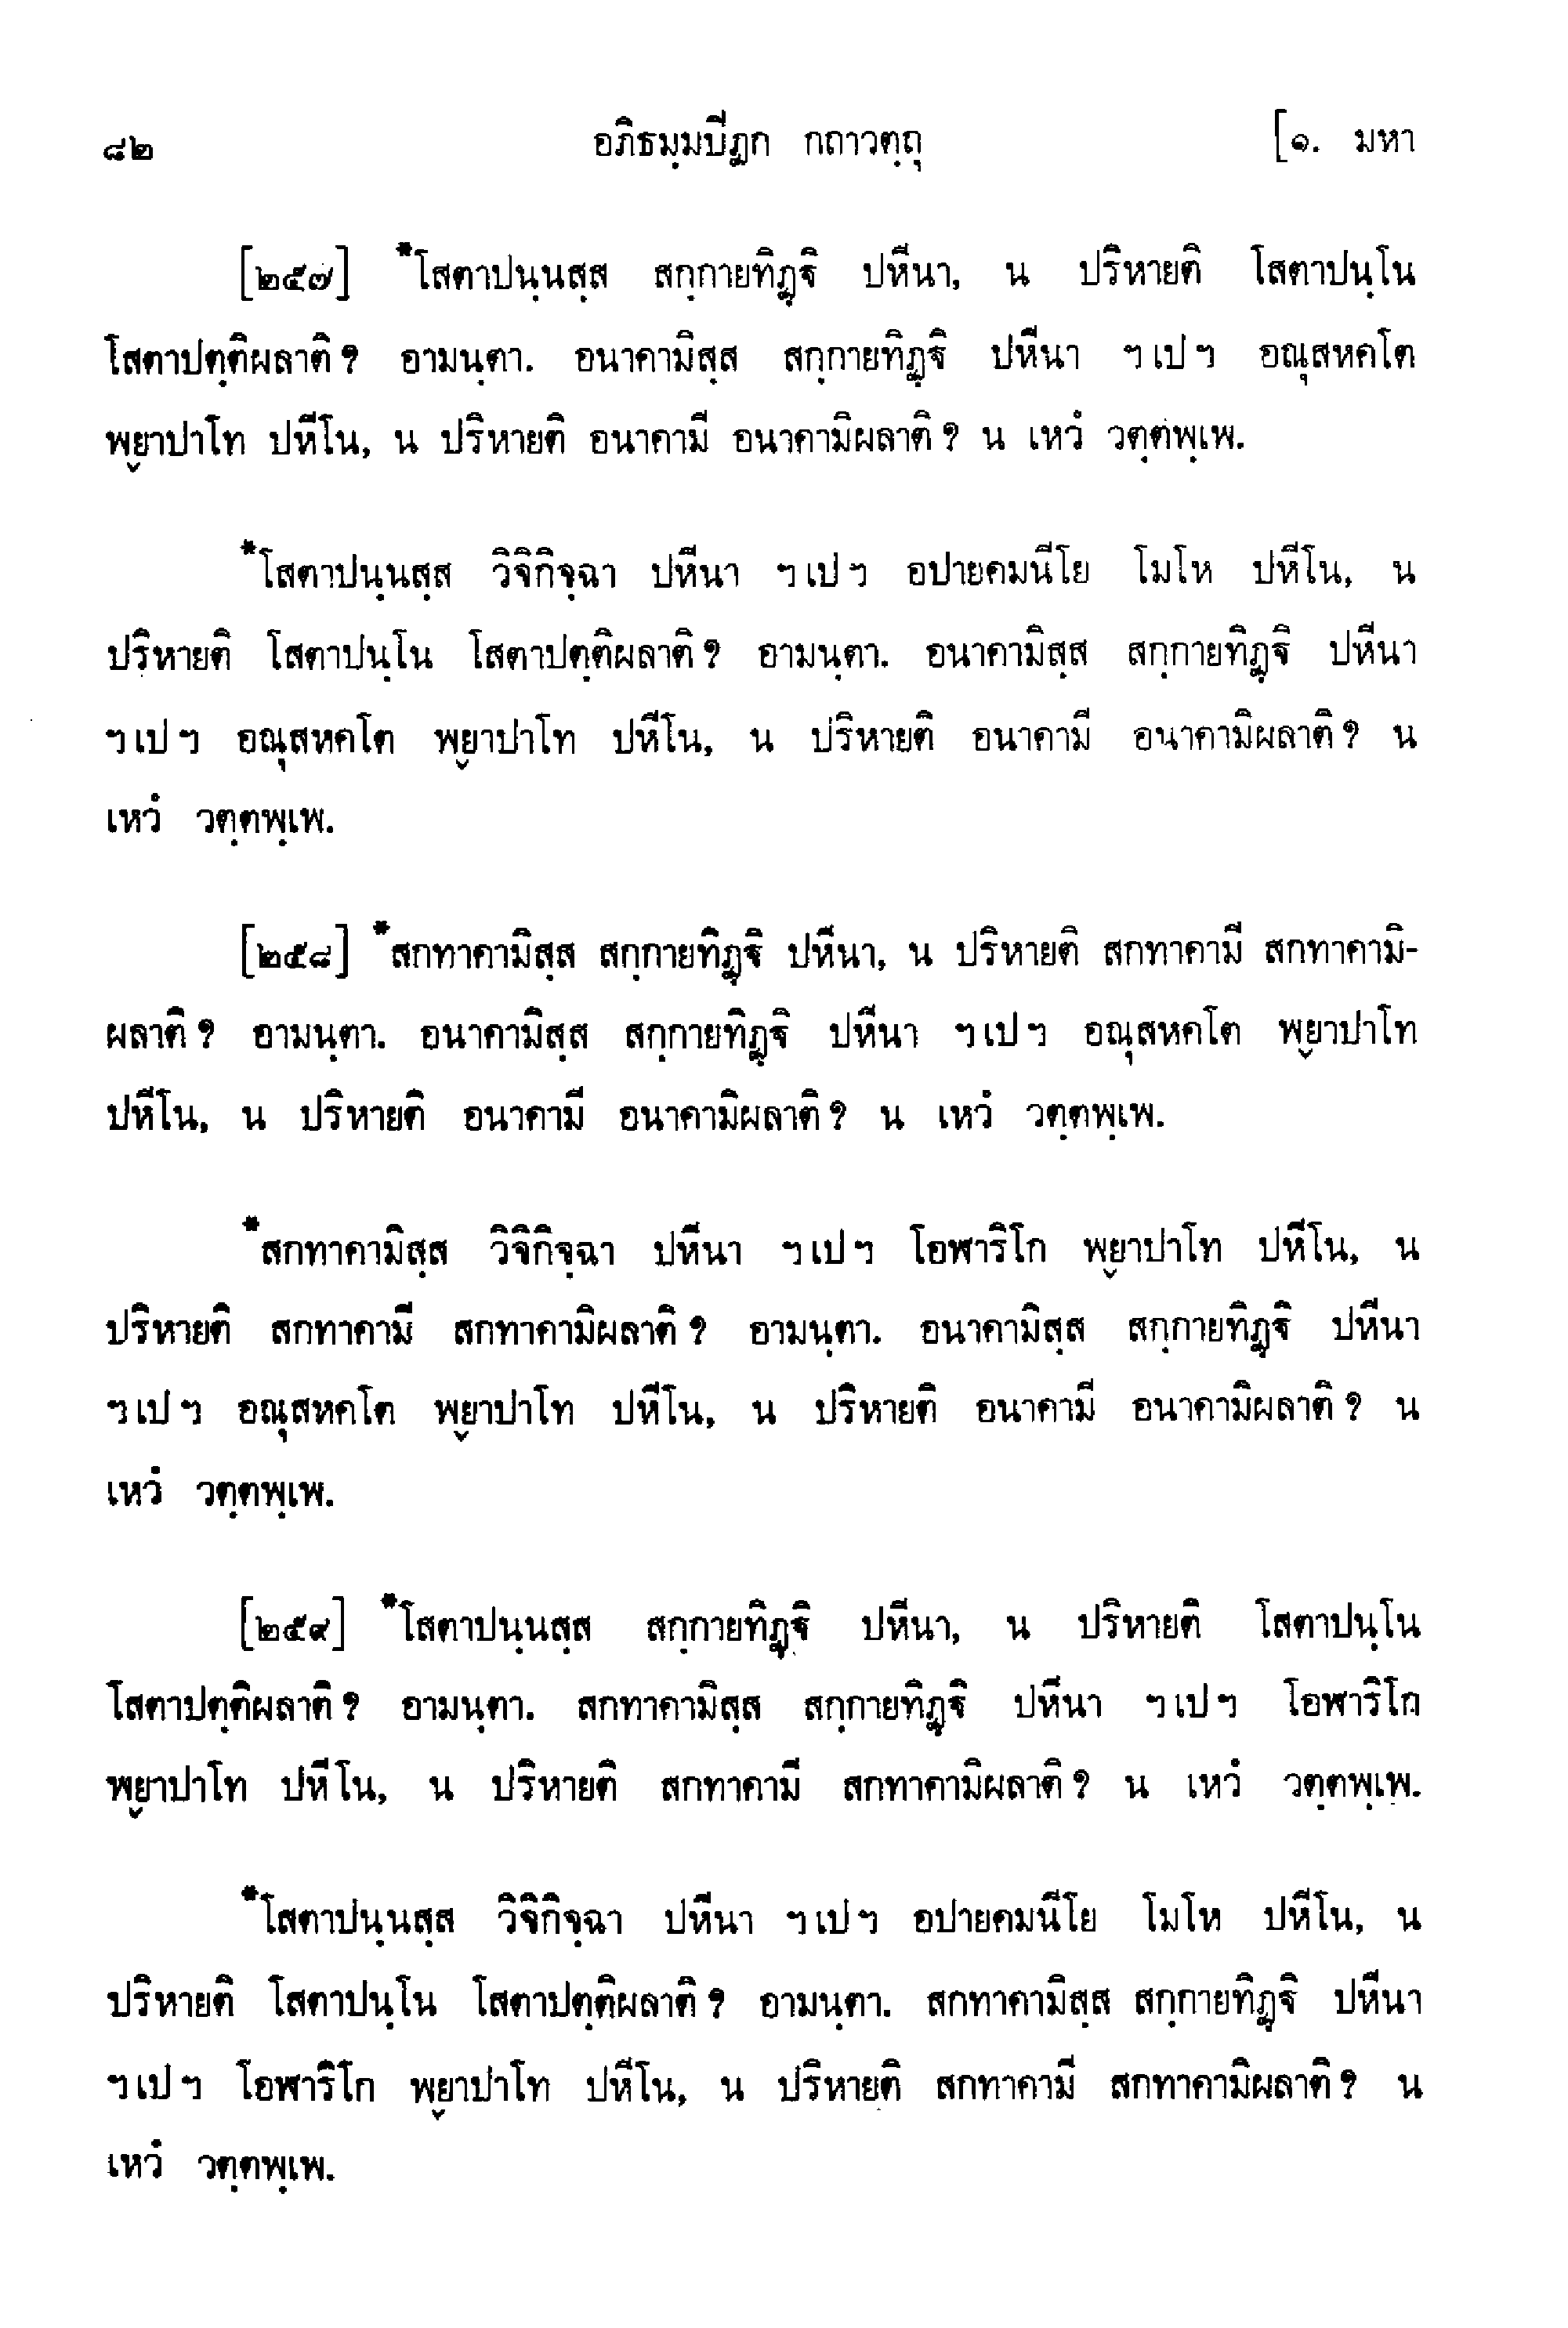 ๘๒ อภิธมฺมปีฏก กถาวตฺถุ [๑. มหา
[๒๕๗] *โสตาปนฺนสฺส สกฺกายทิฏฺฐิ ปหีนา, น ปริหายติ โสตาปนฺโน
โสตาปตฺติผลาติ? อามนฺตา. อนาคามิสฺส สกฺกายทิฏฺฐิ ปหีนา ฯเปฯ อณุสหคโต
พฺยาปาโท ปหีโน, น ปริหายติ อนาคามี อนาคามิผลาติ? น เหวํ วตฺตพฺเพ.
*โสตาปนฺนสฺส วิจิกิจฺฉา ปหีนา ฯเปฯ อปายคมนีโย โมโห ปหีโน, น
ปริหายติ โสตาปนฺโน โสตาปตฺติผลาติ? อามนฺตา. อนาคามิสฺส สกฺกายทิฏฺฐิ ปหีนา
ฯเปฯ อณุสหคโต พฺยาปาโท ปหีโน, น ปริหายติ อนาคามี อนาคามิผลาติ? น
เหวํ วตฺตพฺเพ.
[๒๕๘] *สกทาคามิสฺส สกฺกายทิฏฺฐิ ปหีนา, น ปริหายติ สกทาคามี สกทาคามิ-
ผลาติ? อามนฺตา. อนาคามิสฺส สกฺกายทิฏฺฐิ ปหีนา ฯเปฯ อณุสหคโต พฺยาปาโท
ปหีโน, น ปริหายติ อนาคามี อนาคามิผลาติ? น เหวํ วตฺตพฺเพ.
*สกทาคามิสฺส วิจิกิจฺฉา ปหีนา ฯเปฯ โอฬาริโก พฺยาปาโท ปหีโน, น
ปริหายติ สกทาคามี สกทาคามิผลาติ? อามนฺตา. อนาคามิสฺส สกฺกายทิฏฺฐิ ปหีนา
ฯเปฯ อณุสหคโต พฺยาปาโท ปหีโน, น ปริหายติ อนาคามี อนาคามิผลาติ? น
เหวํ วตฺตพฺเพ.
[๒๕๙] *โสตาปนฺนสฺส สกฺกายทิฏฺฐิ ปหีนา, น ปริหายติ โสตาปนฺโน
โสตาปตฺติผลาติ? อามนฺตา. สกทาคามิสฺส สกฺกายทิฏฺฐิ ปหีนา ฯเปฯ โอฬาริโก
พฺยาปาโท ปหีโน, น ปริหายติ สกทาคามี สกทาคามิผลาติ? น เหวํ วตฺตพฺเพ.
*โสตาปนฺนสฺส วิจิกิจฺฉา ปหีนา ฯเปฯ อปายคมนีโย โมโห ปหีโน, น
ปริหายติ โสตาปนฺโน โสตาปตฺติผลาติ? อามนฺตา. สกทาคามิสฺส สกฺกายทิฏฺฐิ ปหีนา
ฯเปฯ โอฬาริโก พฺยาปาโท ปหีโน, น ปริหายติ สกทาคามี สกทาคามิผลาติ? น
เหวํ วตฺตพฺเพ.